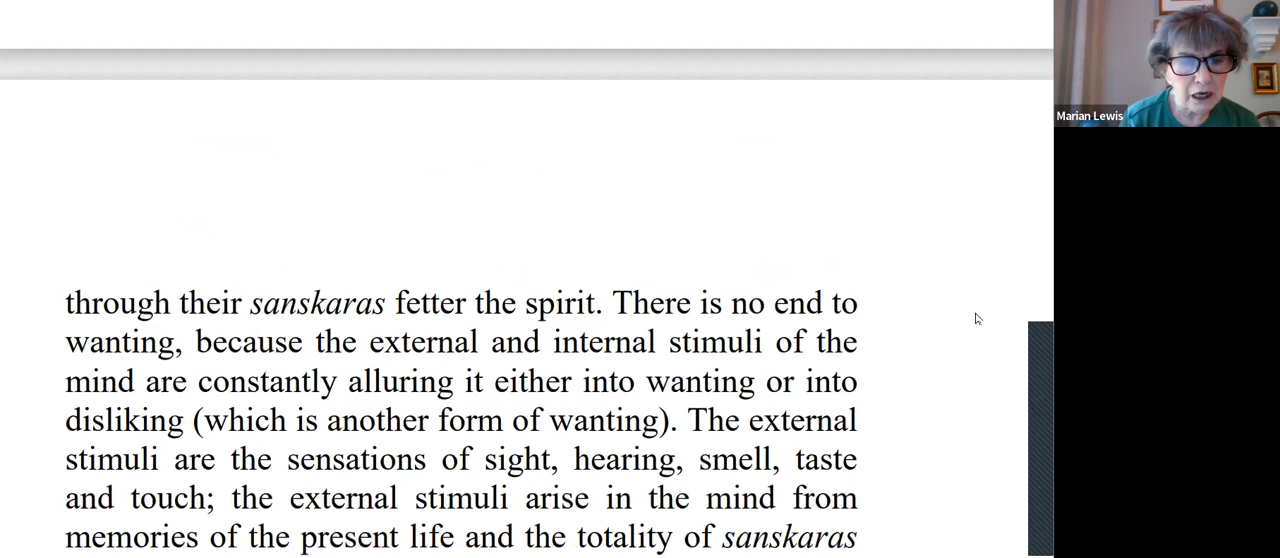 Marian Lewis
through their sanskaras fetter the spirit. There is no end to
wanting, because the external and internal stimuli of the
mind are constantly alluring it either into wanting or into
disliking (which is another form of wanting). The external
stimuli are the sensations of sight, hearing, smell, taste
and touch; the external stimuli arise in the mind from
memories of the present life and the totality of sanskaras